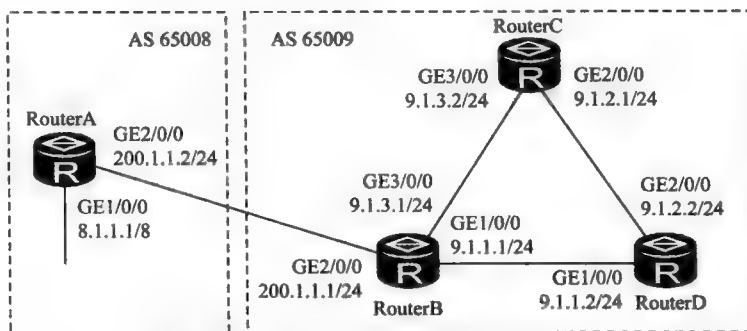 AS 65008
AS 65009
RouterC
GE3/0/0
9.1.3.2/24
GE2/0/0
9.1.2.1/24
RouterA
GE2/0/0
200.1.1.2/24
R
R
GE1/0/0
8.1.1.1/8
GE3/0/0
9.1.3.1/24
GE2/0/0
9.1.2.2/24
GE1/0/0
9.1.1.1/24
GE2/0/0
200.1.1.1/24
R
RouterB
GE1/0/0
9.1.1.2/24
R
RouterD